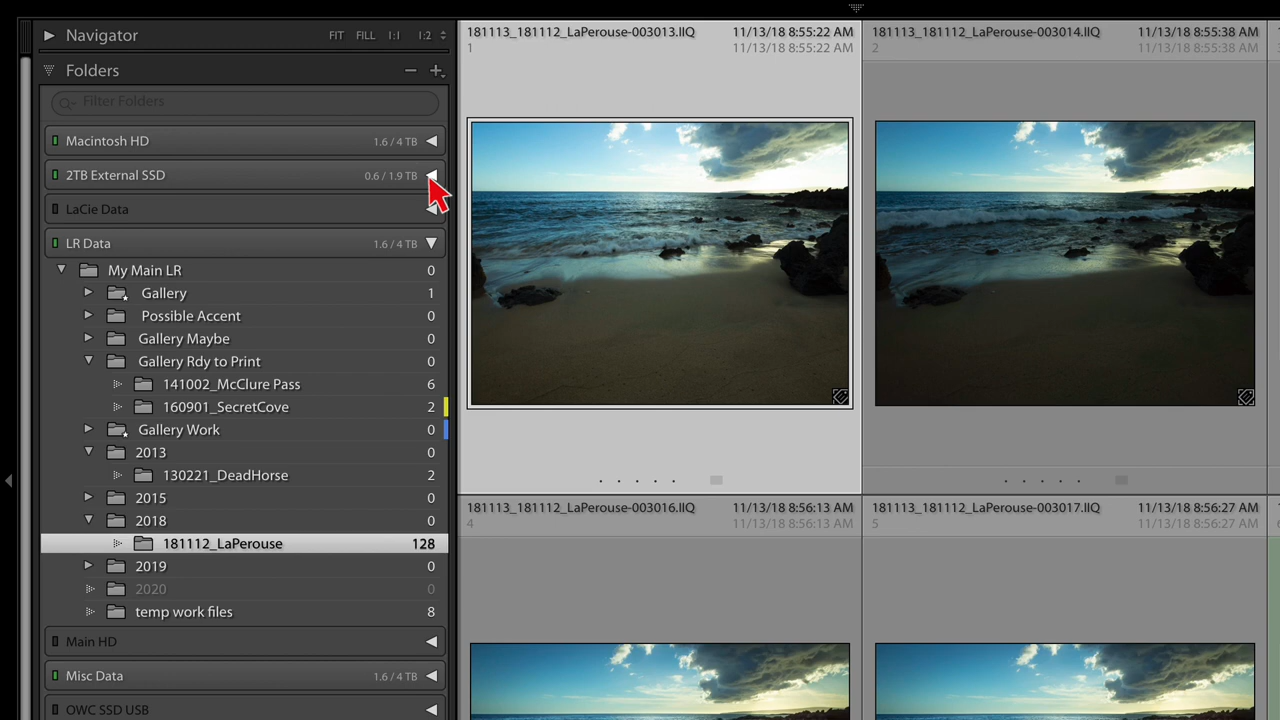 Navigator FIT FILL 1:1 1:2
Folders
Filter Folders
Macintosh HD 1.6 / 4 TB
2TB External SSD 0.6 / 1.9 TB
LaCie Data
LR Data 1.6 / 4 TB
My Main LR 0
Gallery 1
Possible Accent 0
Gallery Maybe 0
Gallery Rdy to Print 0
141002_McClure Pass 6
160901_SecretCove 2
Gallery Work 0
2013 0
130221_DeadHorse 2
2015 0
2018 0
181112_LaPerouse 128
2019 0
2020 0
temp work files 8
Main HD
Misc Data 1.6 / 4 TB
OWC SSD USB
181113_181112_LaPerouse-003013.IIQ 11/13/18 8:55:22 AM
1 11/13/18 8:55:22 AM
181113_181112_LaPerouse-003014.IIQ 11/13/18 8:55:38 AM
2 11/13/18 8:55:38 AM
181113_181112_LaPerouse-003016.IIQ 11/13/18 8:56:13 AM
4 11/13/18 8:56:13 AM
181113_181112_LaPerouse-003017.IIQ 11/13/18 8:56:27 AM
5 11/13/18 8:56:27 AM